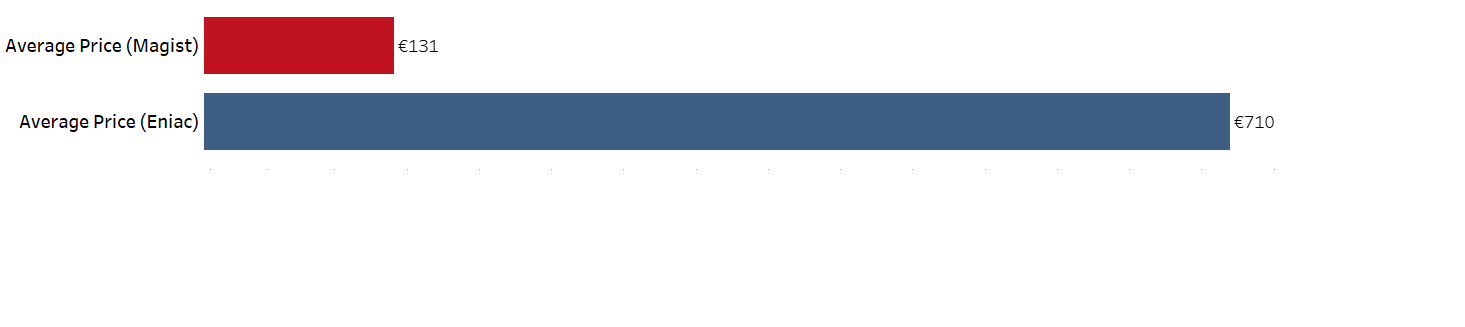 Average Price (Magist) €131
Average Price (Eniac) €710